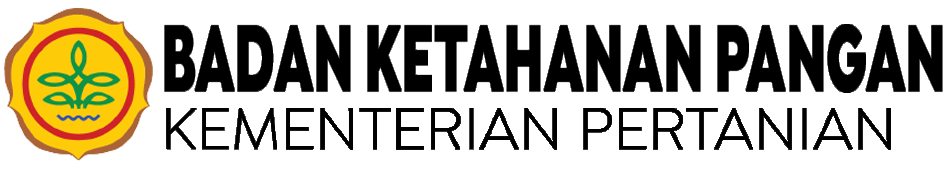 BADAN KETAHANAN PANGAN
KEMENTERIAN PERTANIAN